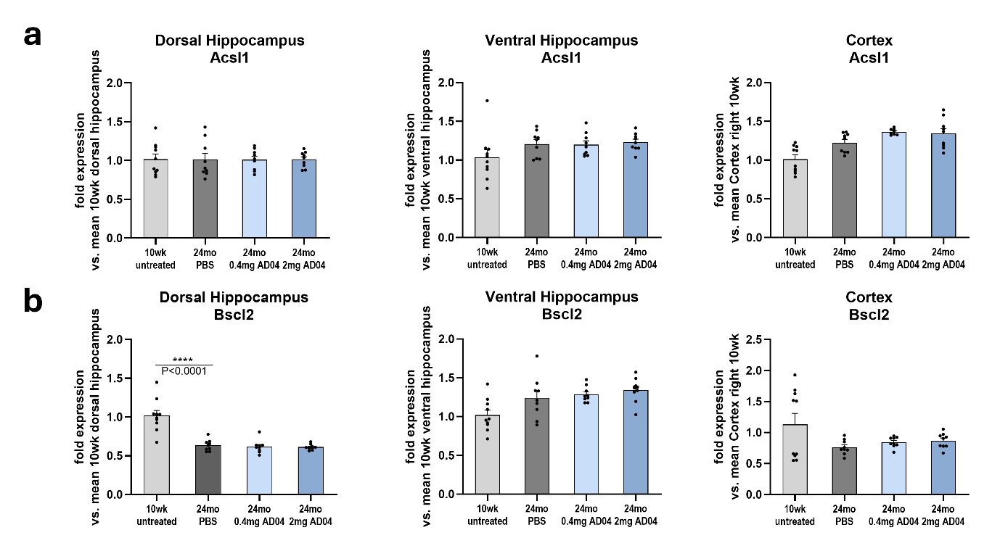 a
Dorsal Hippocampus
Acsl1
fold expression
vs. mean 10wk dorsal hippocampus
2.0
1.5
1.0
0.5
0.0
10wk
untreated
24mo
PBS
24mo
0.4mg AD04
24mo
2mg AD04
Ventral Hippocampus
Acsl1
fold expression
vs. mean 10wk ventral hippocampus
2.0
1.5
1.0
0.5
0.0
10wk
untreated
24mo
PBS
24mo
0.4mg AD04
24mo
2mg AD04
Cortex
Acsl1
fold expression
vs. mean Cortex right 10wk
2.0
1.5
1.0
0.5
0.0
10wk
untreated
24mo
PBS
24mo
0.4mg AD04
24mo
2mg AD04
b
Dorsal Hippocampus
Bscl2
fold expression
vs. mean 10wk dorsal hippocampus
2.0
1.5
1.0
0.5
0.0
****
P<0.0001
10wk
untreated
24mo
PBS
24mo
0.4mg AD04
24mo
2mg AD04
Ventral Hippocampus
Bscl2
fold expression
vs. mean 10wk ventral hippocampus
2.0
1.5
1.0
0.5
0.0
10wk
untreated
24mo
PBS
24mo
0.4mg AD04
24mo
2mg AD04
Cortex
Bscl2
fold expression
vs. mean Cortex right 10wk
2.5
2.0
1.5
1.0
0.5
0.0
10wk
untreated
24mo
PBS
24mo
0.4mg AD04
24mo
2mg AD04